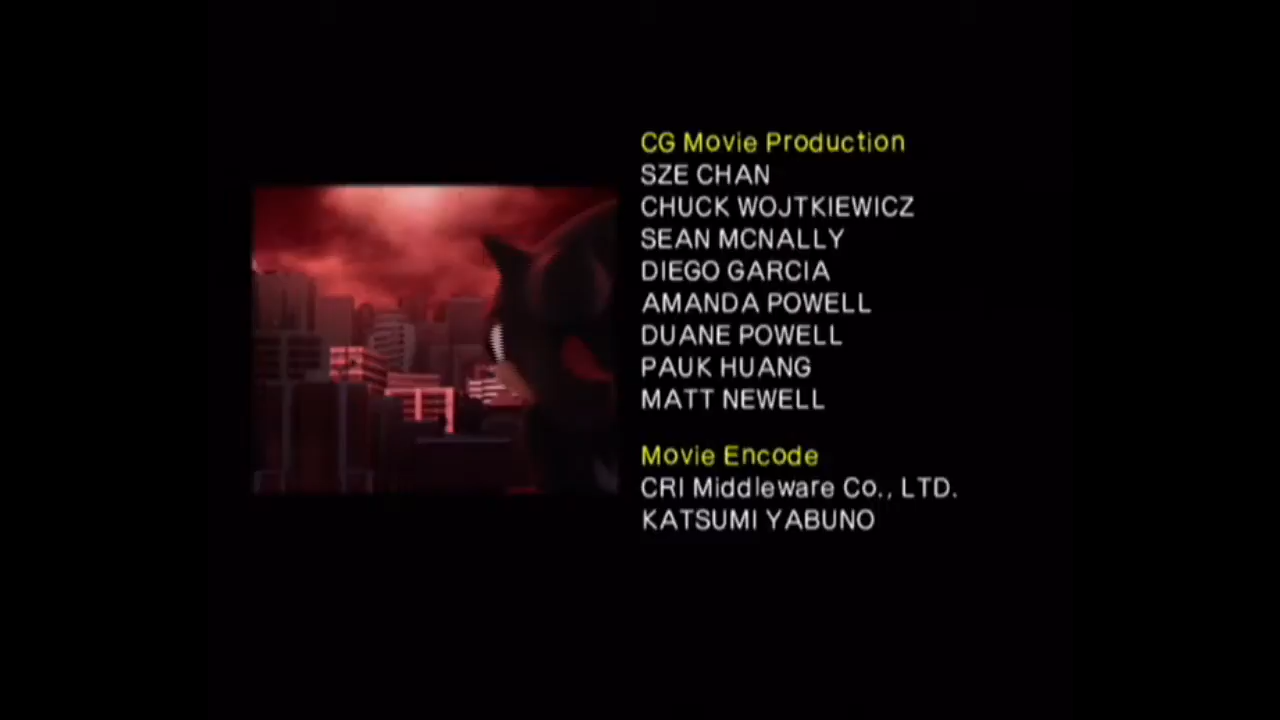 CG Movie Production
SZE CHAN
CHUCK WOJTKIEWICZ
SEAN MCNALLY
DIEGO GARCIA
AMANDA POWELL
DUANE POWELL
PAUK HUANG
MATT NEWELL
Movie Encode
CRI Middleware Co., LTD.
KATSUMI YABUNO